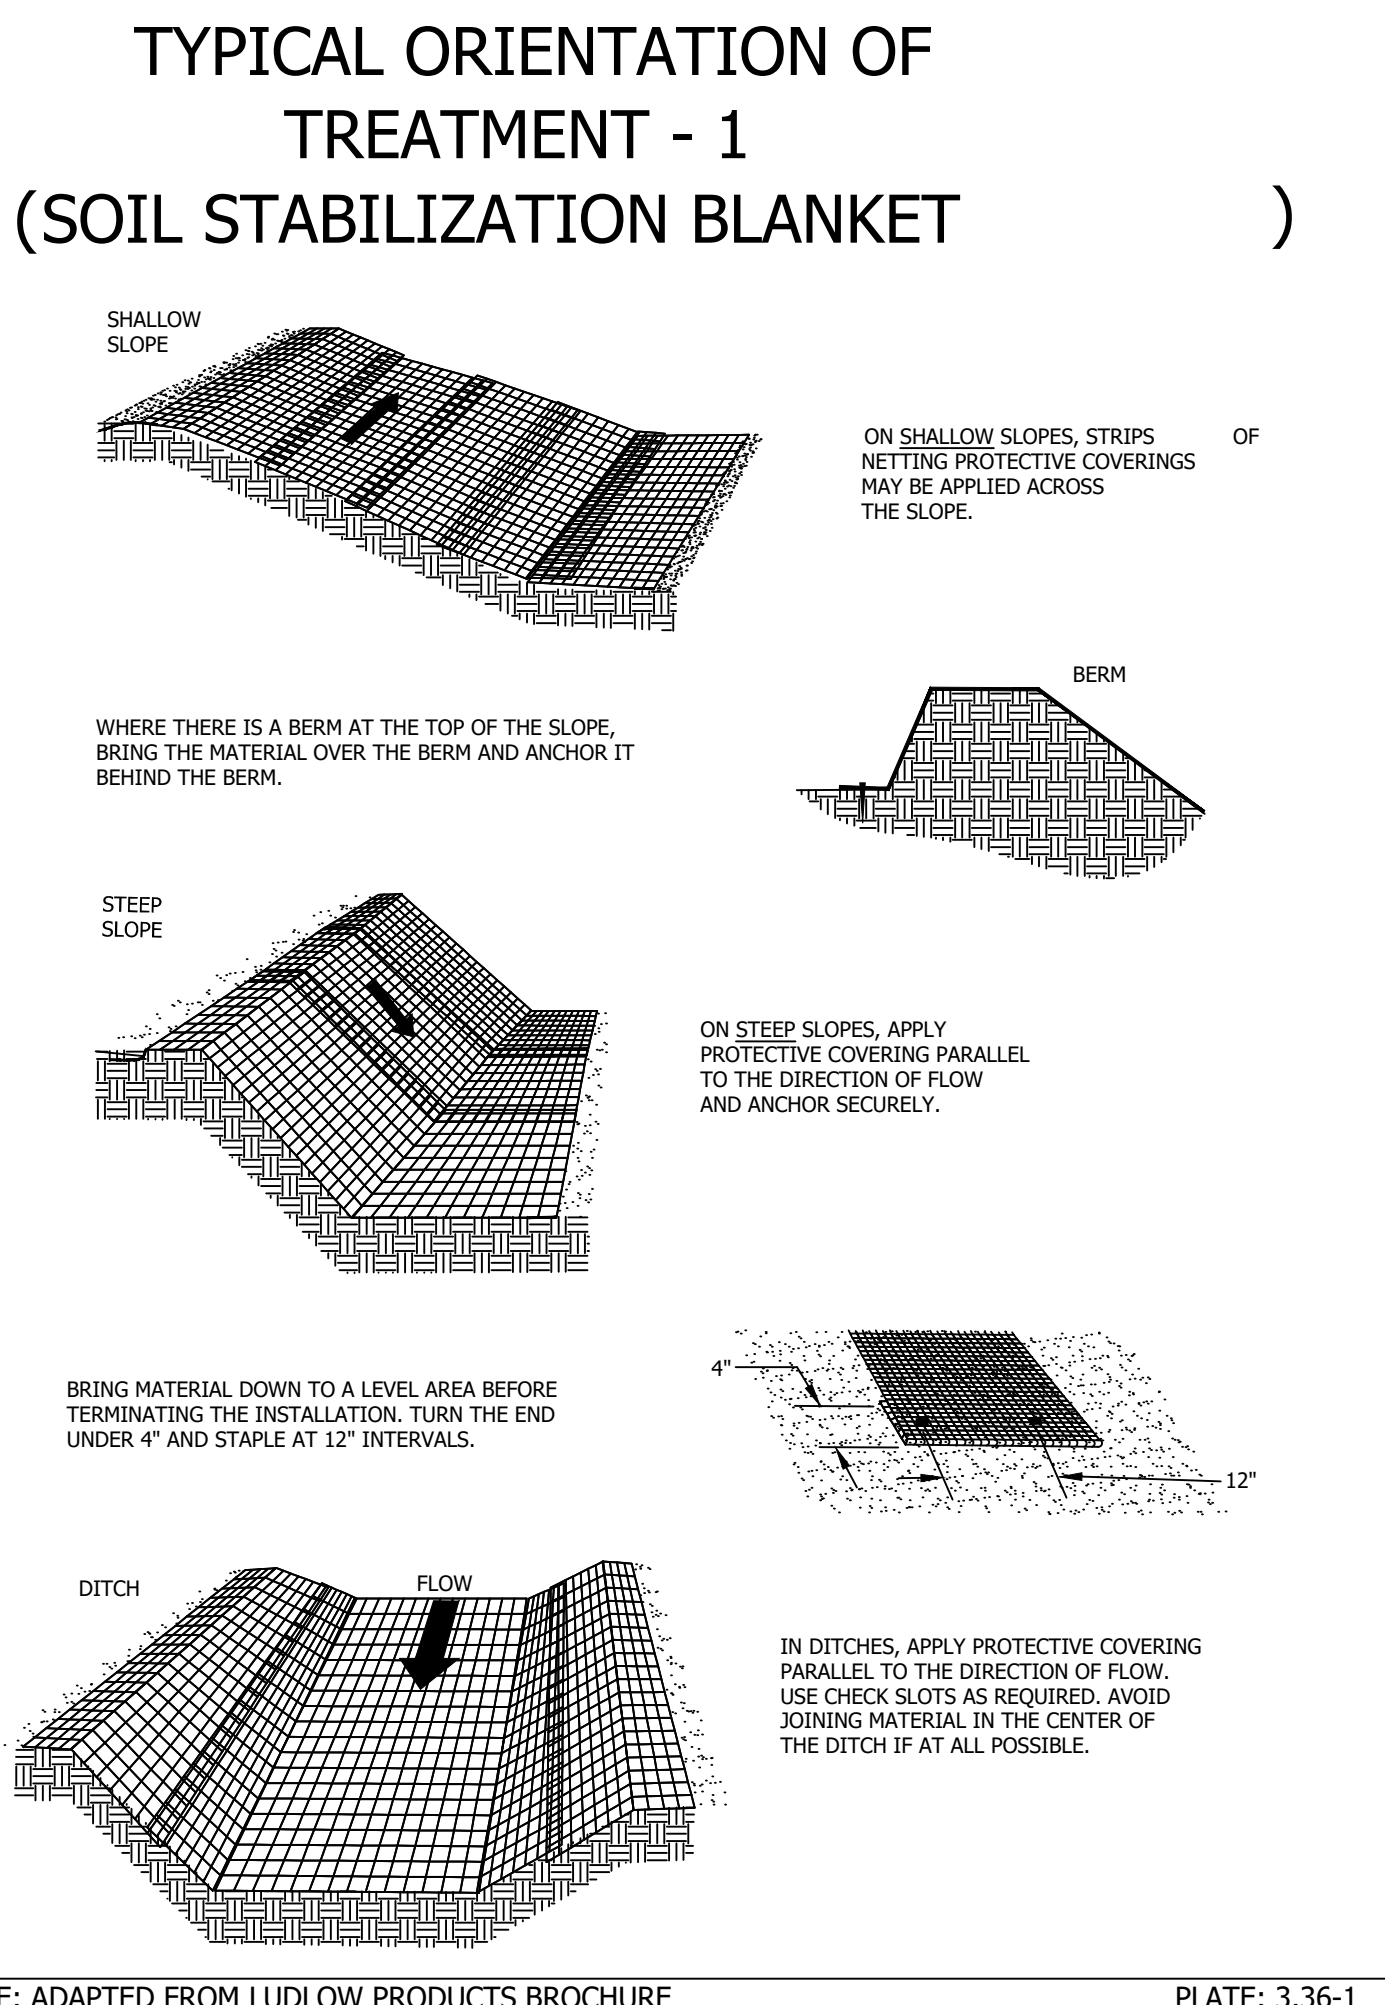 TYPICAL ORIENTATION OF
TREATMENT - 1
(SOIL STABILIZATION BLANKET )
SHALLOW
SLOPE
ON SHALLOW SLOPES, STRIPS OF
NETTING PROTECTIVE COVERINGS
MAY BE APPLIED ACROSS
THE SLOPE.
BERM
WHERE THERE IS A BERM AT THE TOP OF THE SLOPE,
BRING THE MATERIAL OVER THE BERM AND ANCHOR IT
BEHIND THE BERM.
STEEP
SLOPE
ON STEEP SLOPES, APPLY
PROTECTIVE COVERING PARALLEL
TO THE DIRECTION OF FLOW
AND ANCHOR SECURELY.
4"
BRING MATERIAL DOWN TO A LEVEL AREA BEFORE
TERMINATING THE INSTALLATION. TURN THE END
UNDER 4" AND STAPLE AT 12" INTERVALS.
12"
DITCH
FLOW
IN DITCHES, APPLY PROTECTIVE COVERING
PARALLEL TO THE DIRECTION OF FLOW.
USE CHECK SLOTS AS REQUIRED. AVOID
JOINING MATERIAL IN THE CENTER OF
THE DITCH IF AT ALL POSSIBLE.
E: ADAPTED FROM LUDLOW PRODUCTS BROCHURE PLATE: 3.36-1